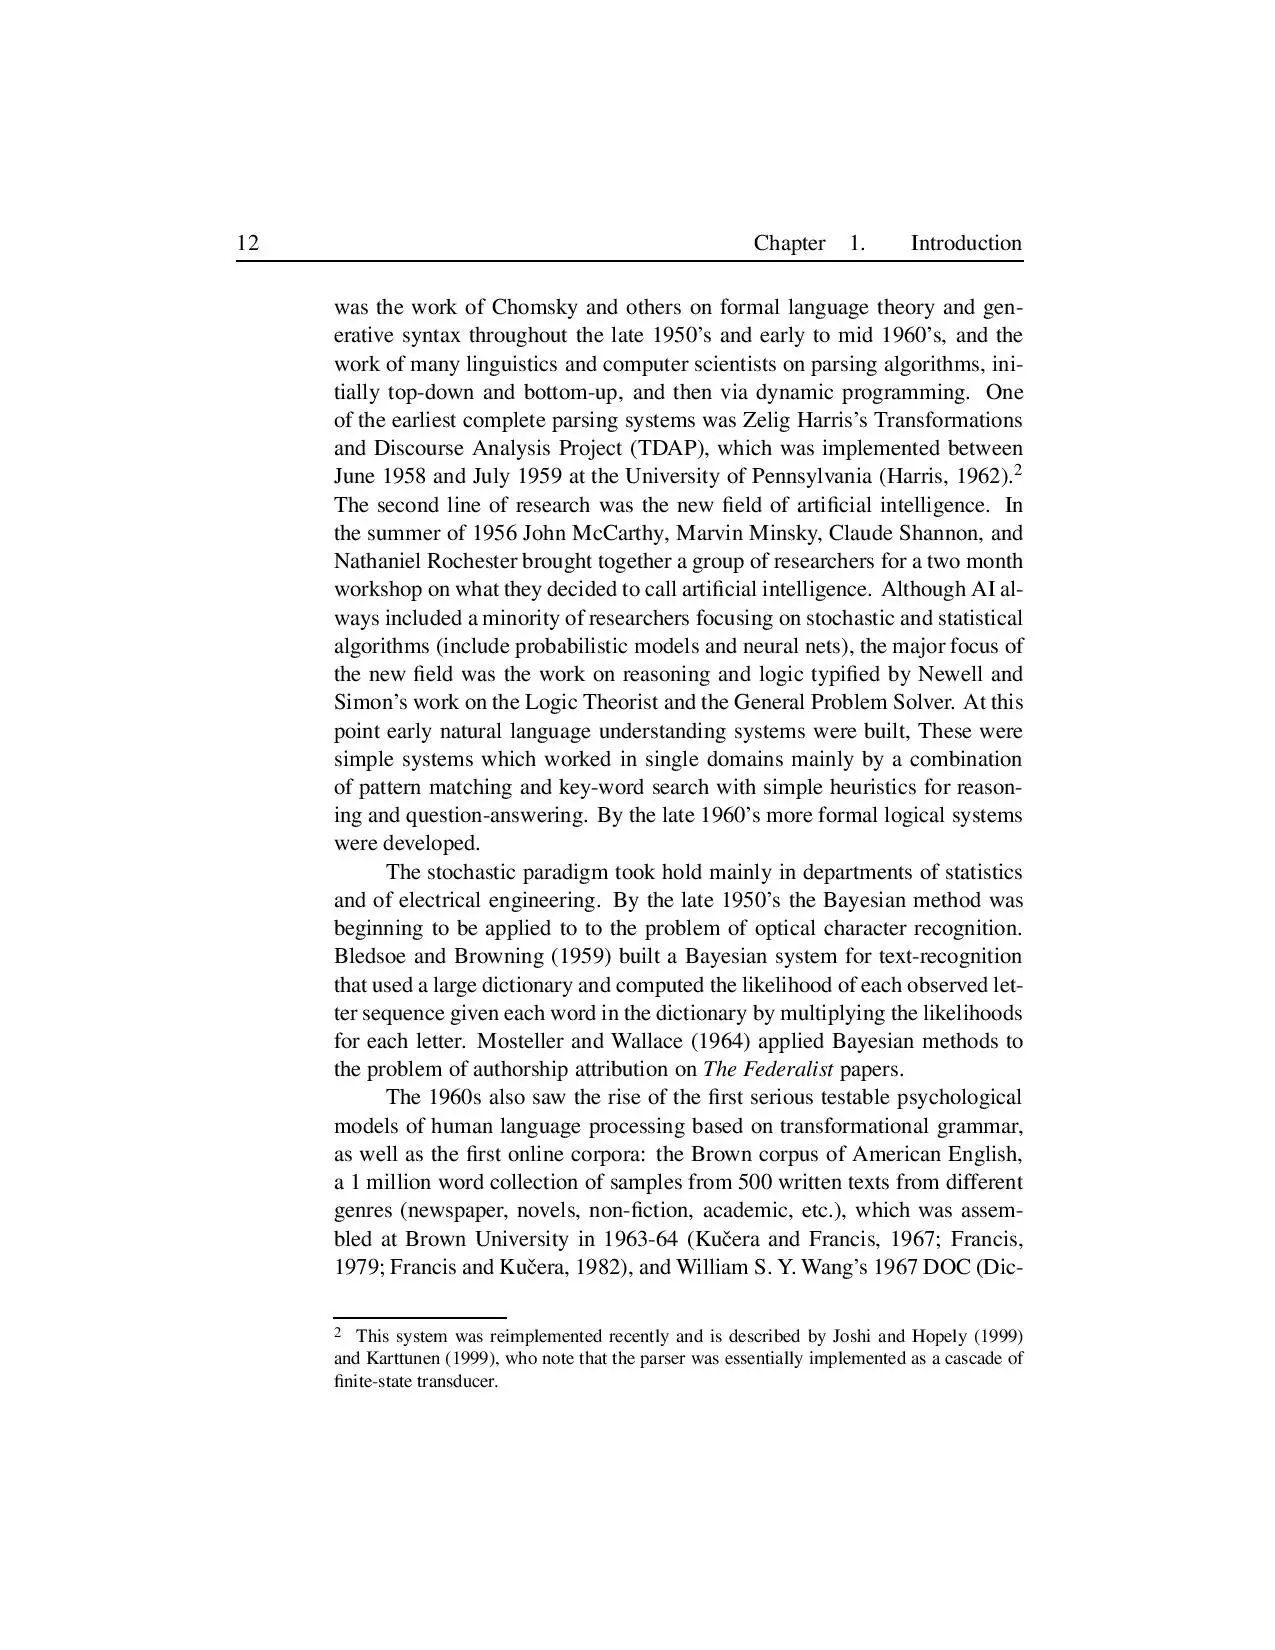 12 Chapter 1. Introduction
was the work of Chomsky and others on formal language theory and gen-
erative syntax throughout the late 1950’s and early to mid 1960’s, and the
work of many linguistics and computer scientists on parsing algorithms, ini-
tially top-down and bottom-up, and then via dynamic programming. One
of the earliest complete parsing systems was Zelig Harris’s Transformations
and Discourse Analysis Project (TDAP), which was implemented between
June 1958 and July 1959 at the University of Pennsylvania (Harris, 1962).2
The second line of research was the new field of artificial intelligence. In
the summer of 1956 John McCarthy, Marvin Minsky, Claude Shannon, and
Nathaniel Rochester brought together a group of researchers for a two month
workshop on what they decided to call artificial intelligence. Although AI al-
ways included a minority of researchers focusing on stochastic and statistical
algorithms (include probabilistic models and neural nets), the major focus of
the new field was the work on reasoning and logic typified by Newell and
Simon’s work on the Logic Theorist and the General Problem Solver. At this
point early natural language understanding systems were built, These were
simple systems which worked in single domains mainly by a combination
of pattern matching and key-word search with simple heuristics for reason-
ing and question-answering. By the late 1960’s more formal logical systems
were developed.
The stochastic paradigm took hold mainly in departments of statistics
and of electrical engineering. By the late 1950’s the Bayesian method was
beginning to be applied to to the problem of optical character recognition.
Bledsoe and Browning (1959) built a Bayesian system for text-recognition
that used a large dictionary and computed the likelihood of each observed let-
ter sequence given each word in the dictionary by multiplying the likelihoods
for each letter. Mosteller and Wallace (1964) applied Bayesian methods to
the problem of authorship attribution on The Federalist papers.
The 1960s also saw the rise of the first serious testable psychological
models of human language processing based on transformational grammar,
as well as the first online corpora: the Brown corpus of American English,
a 1 million word collection of samples from 500 written texts from different
genres (newspaper, novels, non-fiction, academic, etc.), which was assem-
bled at Brown University in 1963-64 (Kučera and Francis, 1967; Francis,
1979; Francis and Kučera, 1982), and William S. Y. Wang’s 1967 DOC (Dic-
2 This system was reimplemented recently and is described by Joshi and Hopely (1999)
and Karttunen (1999), who note that the parser was essentially implemented as a cascade of
finite-state transducer.